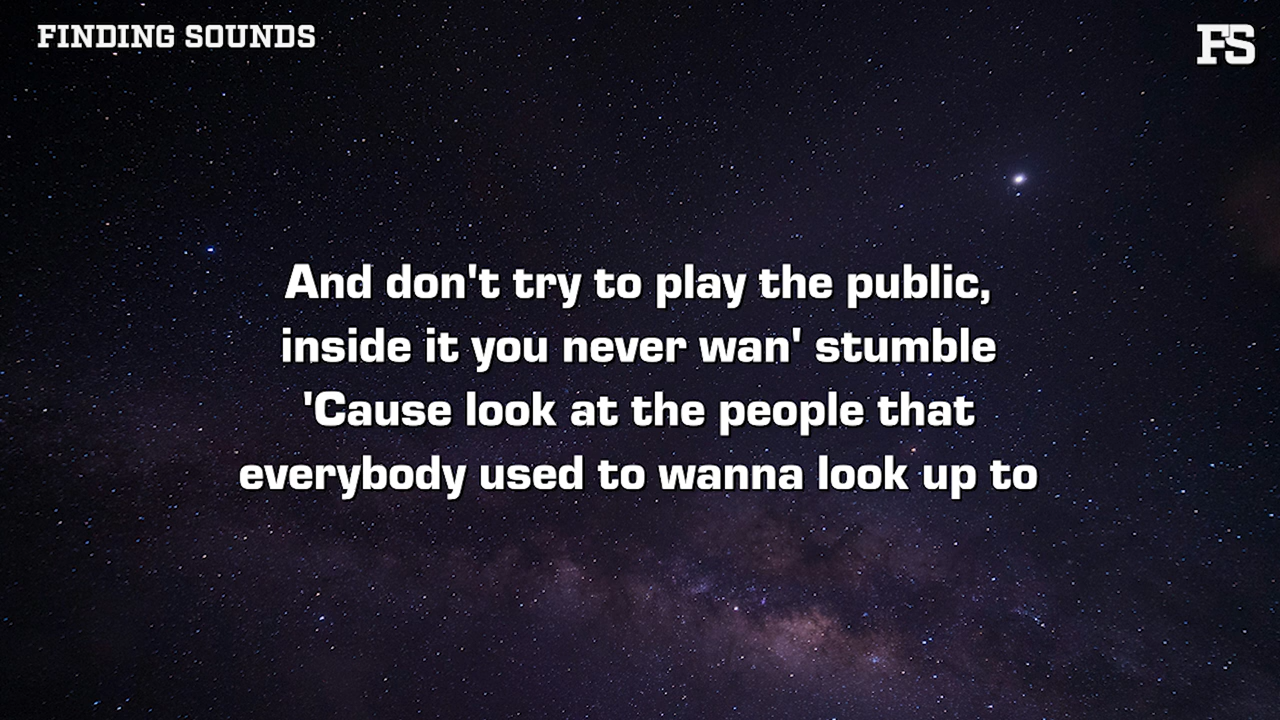 FINDING SOUNDS
FS
And don't try to play the public,
inside it you never wan' stumble
'Cause look at the people that
everybody used to wanna look up to